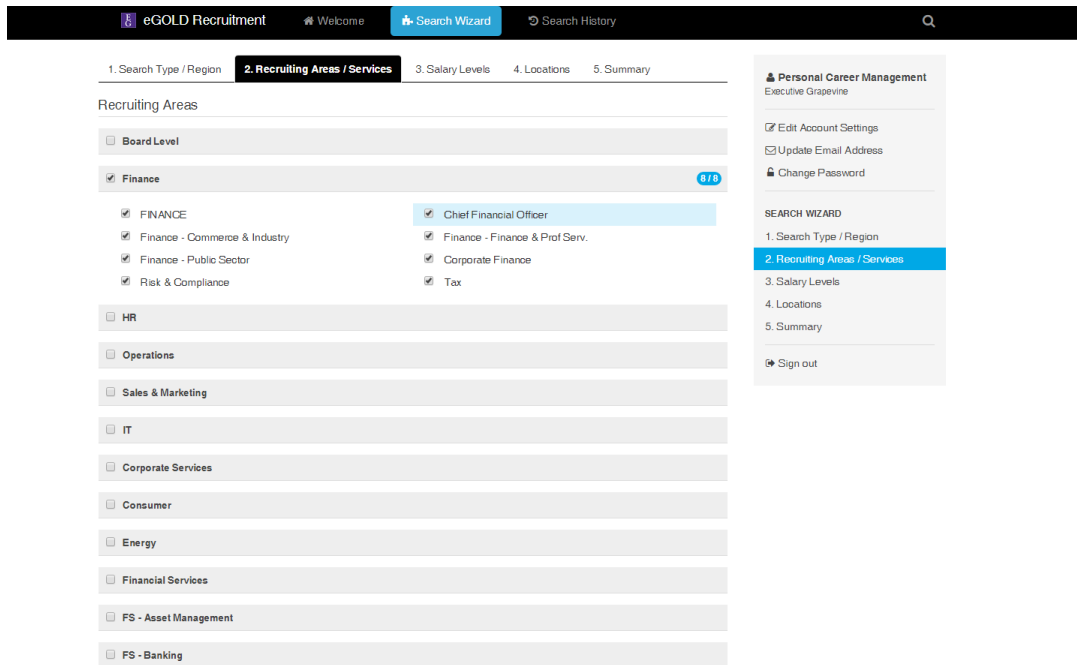 EG eGOLD Recruitment Welcome Search Wizard Search History
1. Search Type / Region 2. Recruiting Areas / Services 3. Salary Levels 4. Locations 5. Summary
Recruiting Areas
Board Level
Finance 8 / 8
FINANCE Chief Financial Officer
Finance - Commerce & Industry Finance - Finance & Prof Serv.
Finance - Public Sector Corporate Finance
Risk & Compliance Tax
HR
Operations
Sales & Marketing
IT
Corporate Services
Consumer
Energy
Financial Services
FS - Asset Management
FS - Banking
Personal Career Management
Executive Grapevine
Edit Account Settings
Update Email Address
Change Password
SEARCH WIZARD
1. Search Type / Region
2. Recruiting Areas / Services
3. Salary Levels
4. Locations
5. Summary
Sign out